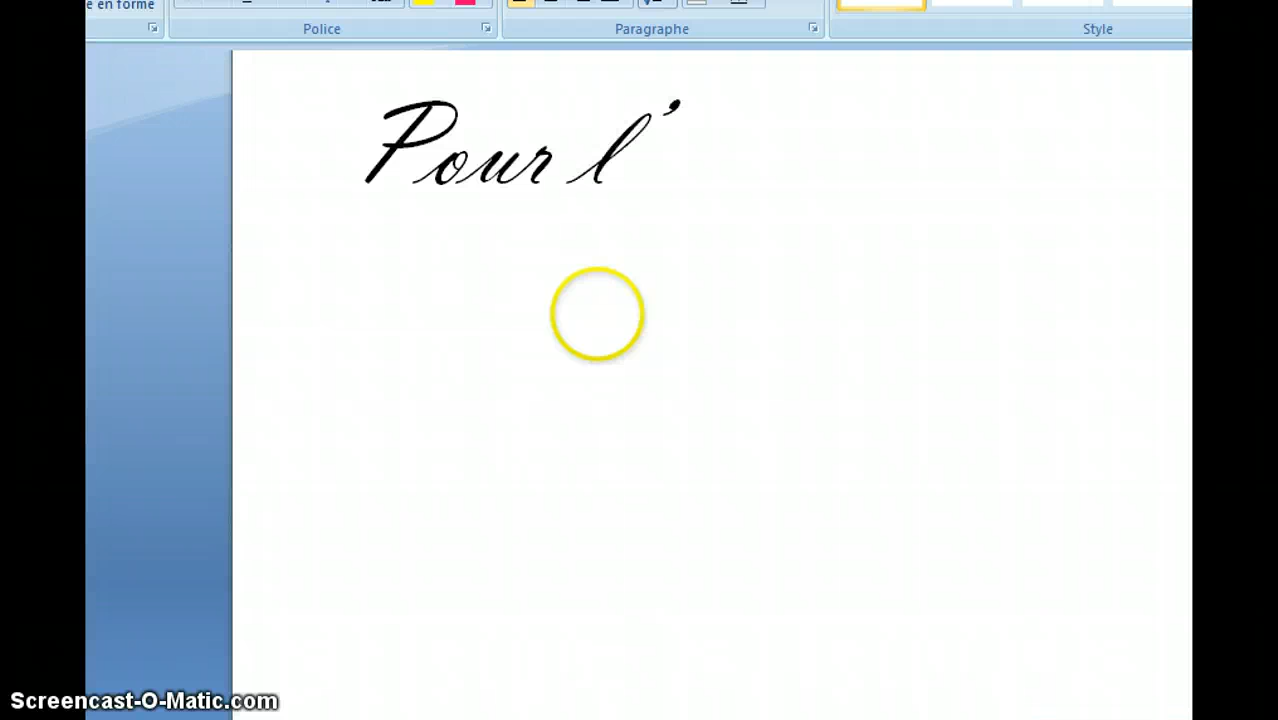 e en forme
Police
Paragraphe
Style
Pour l'
Screencast-O-Matic.com